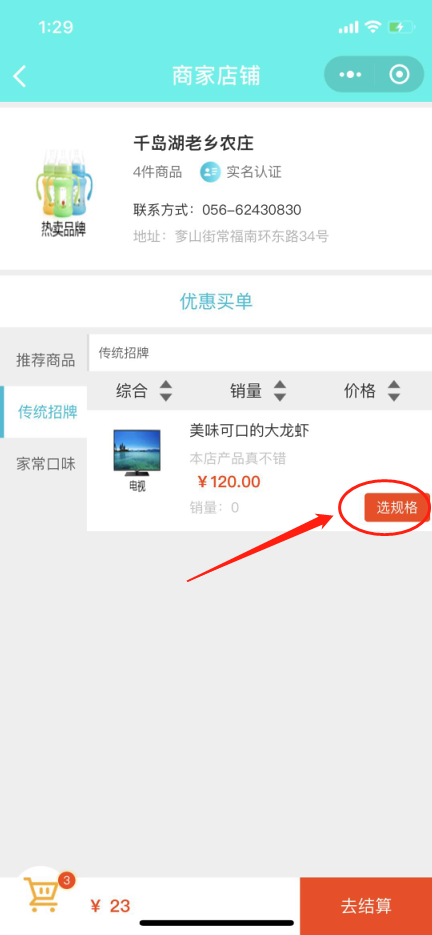 1:29
商家店铺
千岛湖老乡农庄
4件商品 实名认证
热卖品牌
联系方式：056-62430830
地址：爹山街常福南环东路34号
优惠买单
推荐商品
传统招牌
家常口味
传统招牌
综合 销量 价格
美味可口的大龙虾
本店产品真不错
电视
￥120.00
销量：0
选规格
3
￥ 23
去结算